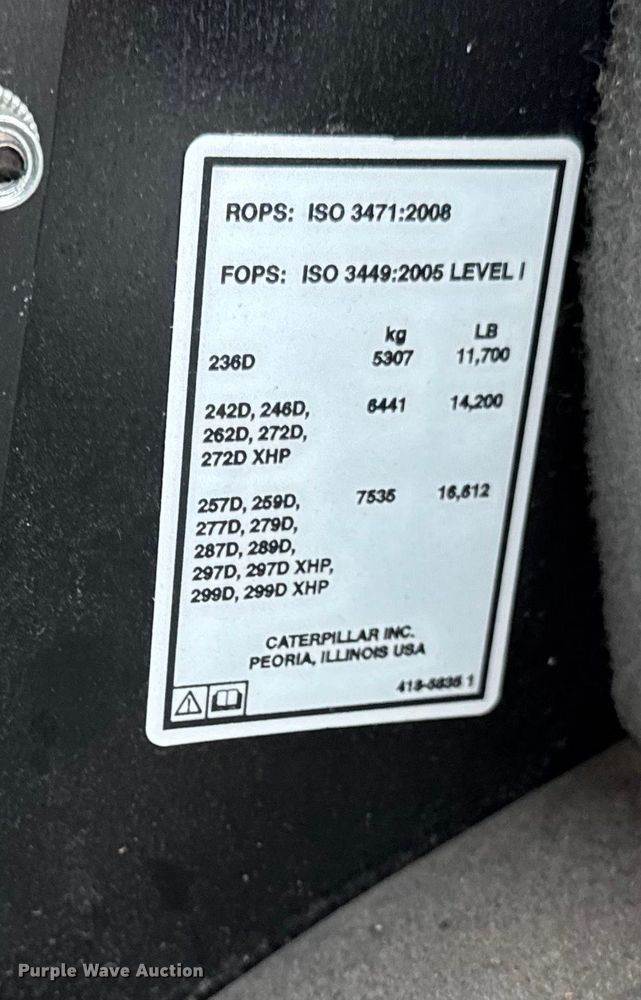 ROPS: ISO 3471:2008
FOPS: ISO 3449:2005 LEVEL I
kg LB
236D 5307 11,700
242D, 246D, 6441 14,200
262D, 272D,
272D XHP
257D, 259D, 7535 16,612
277D, 279D,
287D, 289D,
297D, 297D XHP,
299D, 299D XHP
CATERPILLAR INC.
PEORIA, ILLINOIS USA
Purple Wave Auction